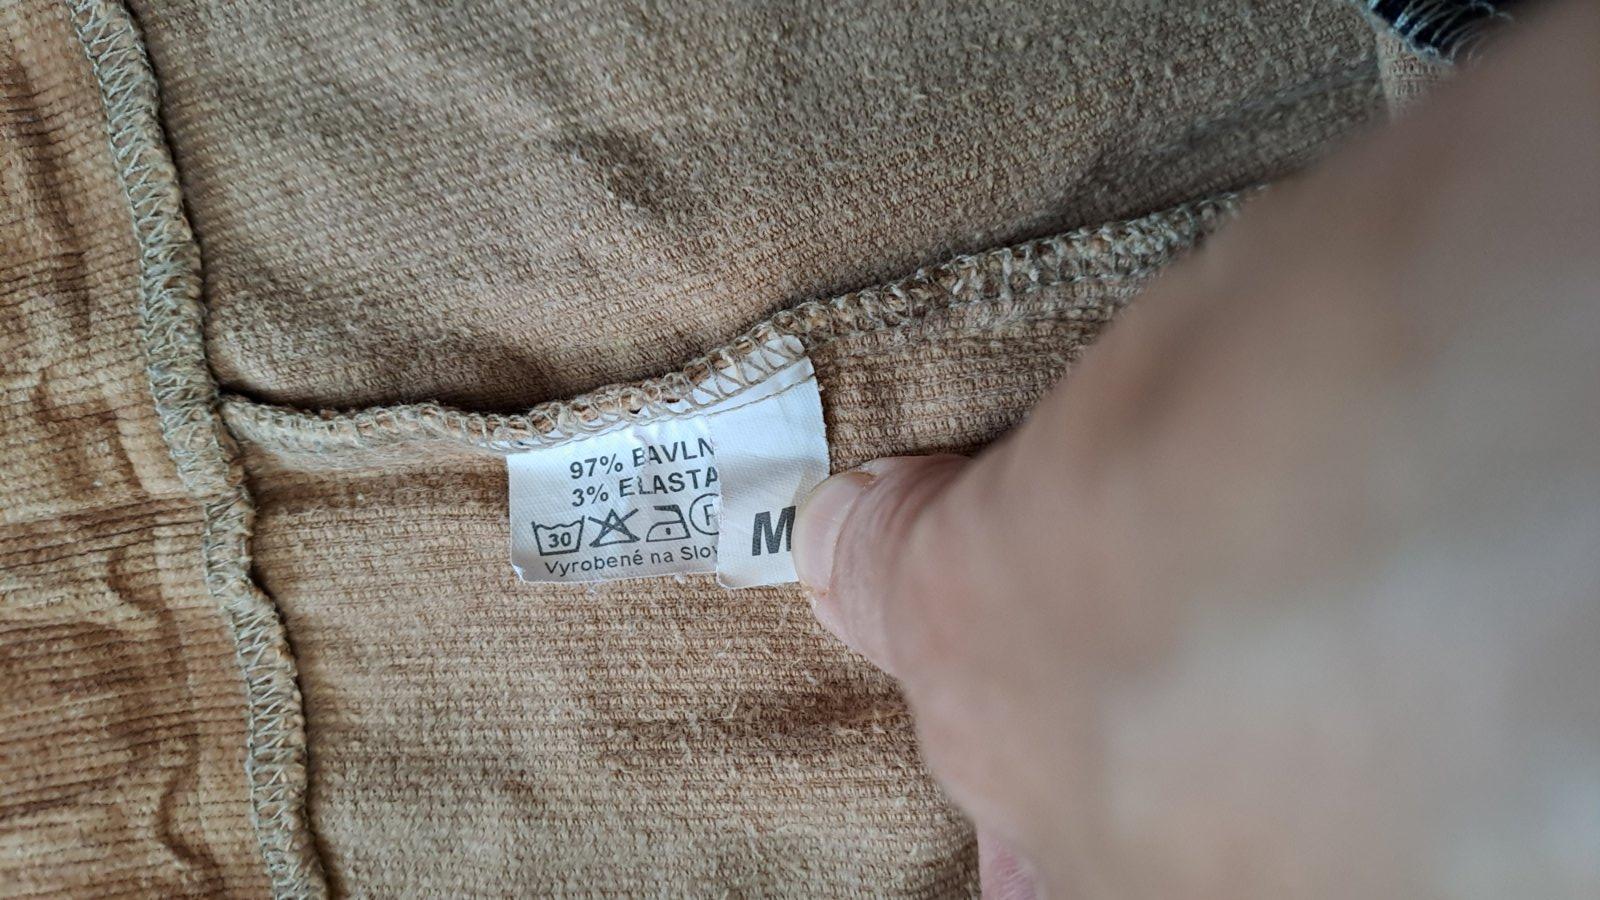 97% BAVLN
3% ELASTA
30
Vyrobené na Slov
M